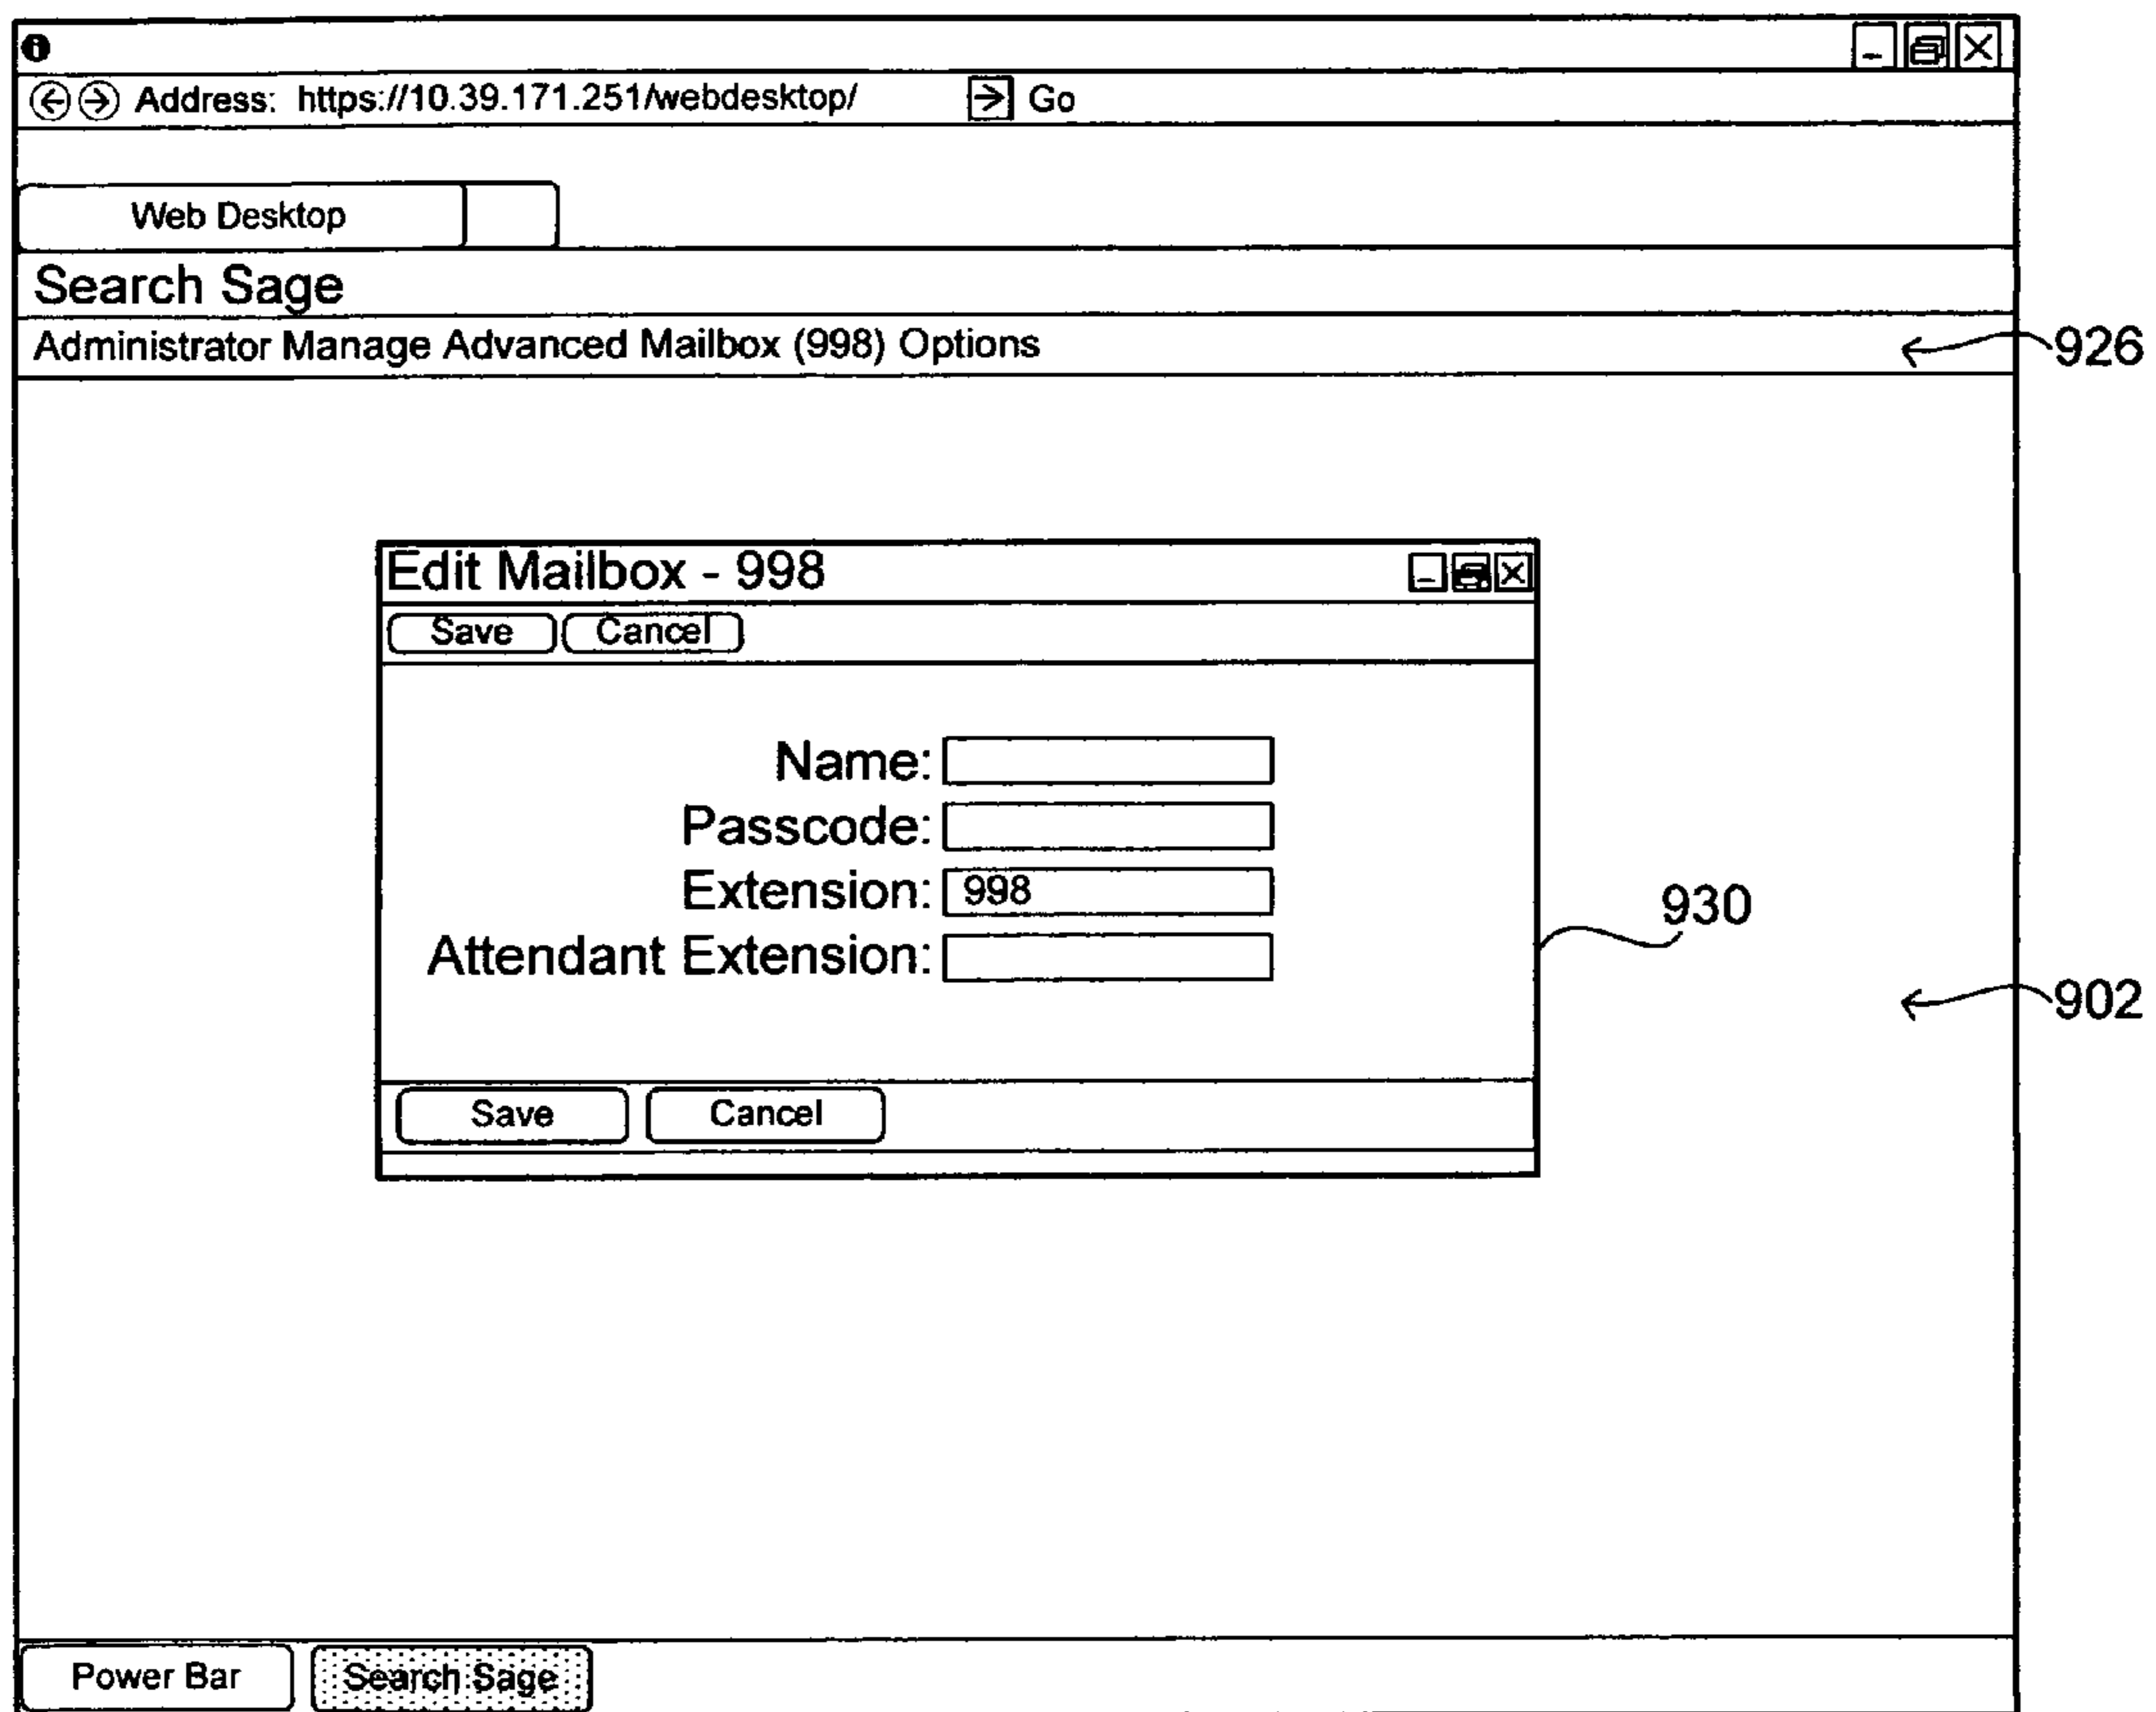 Address: https://10.39.171.251/webdesktop/ Go
Web Desktop
Search Sage
Administrator Manage Advanced Mailbox (998) Options
926
Edit Mailbox - 998
Save Cancel
Name:
Passcode:
Extension: 998
930
Attendant Extension:
902
Save Cancel
Power Bar Search Sage